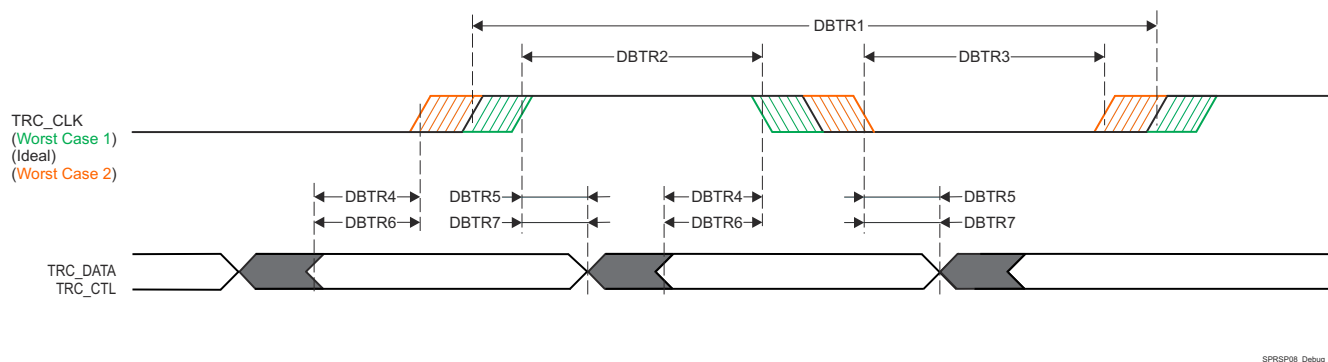 DBTR1
DBTR2
DBTR3
TRC_CLK
(Worst Case 1)
(Ideal)
(Worst Case 2)
DBTR4 DBTR5 DBTR4 DBTR5
DBTR6 DBTR7 DBTR6 DBTR7
TRC_DATA
TRC_CTL
SPRSP08_Debug